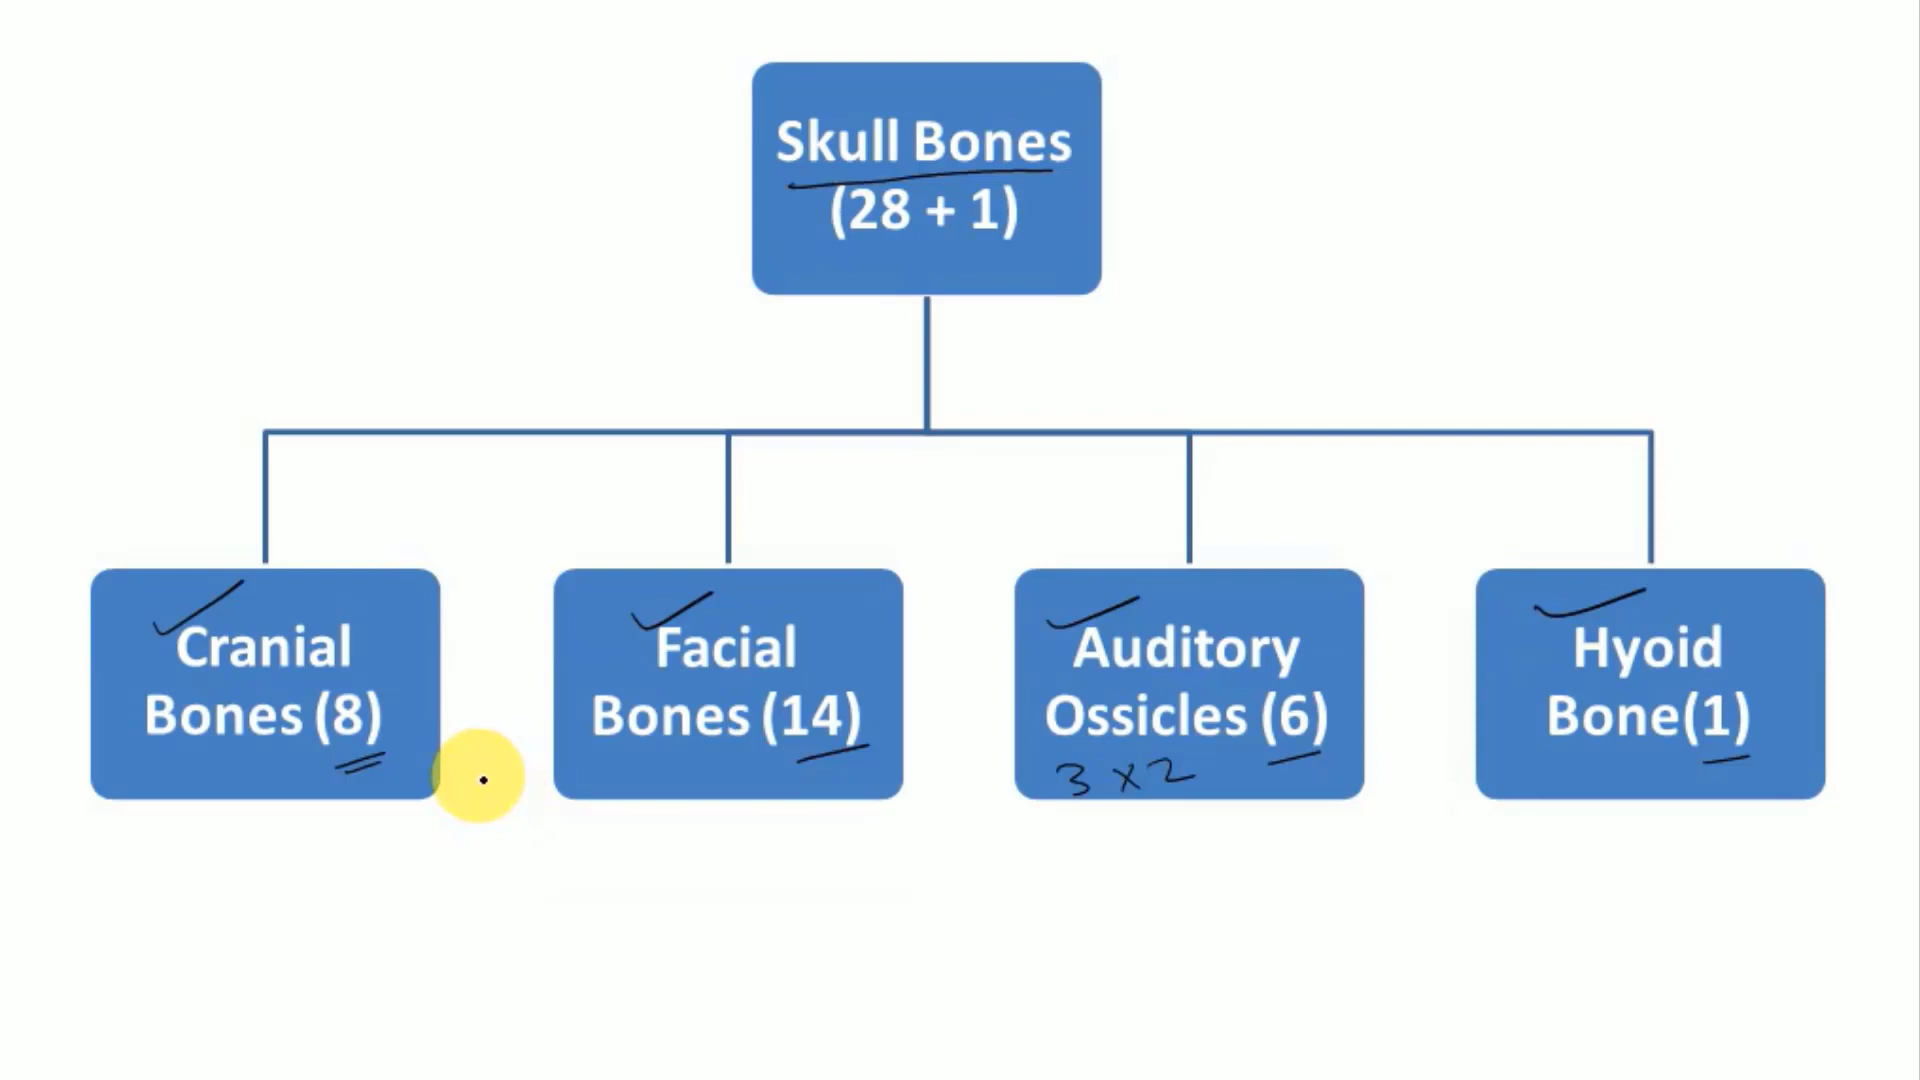 Skull Bones
(28 + 1)
Cranial
Bones (8)
Facial
Bones (14)
Auditory
Ossicles (6)
3 x 2
Hyoid
Bone(1)